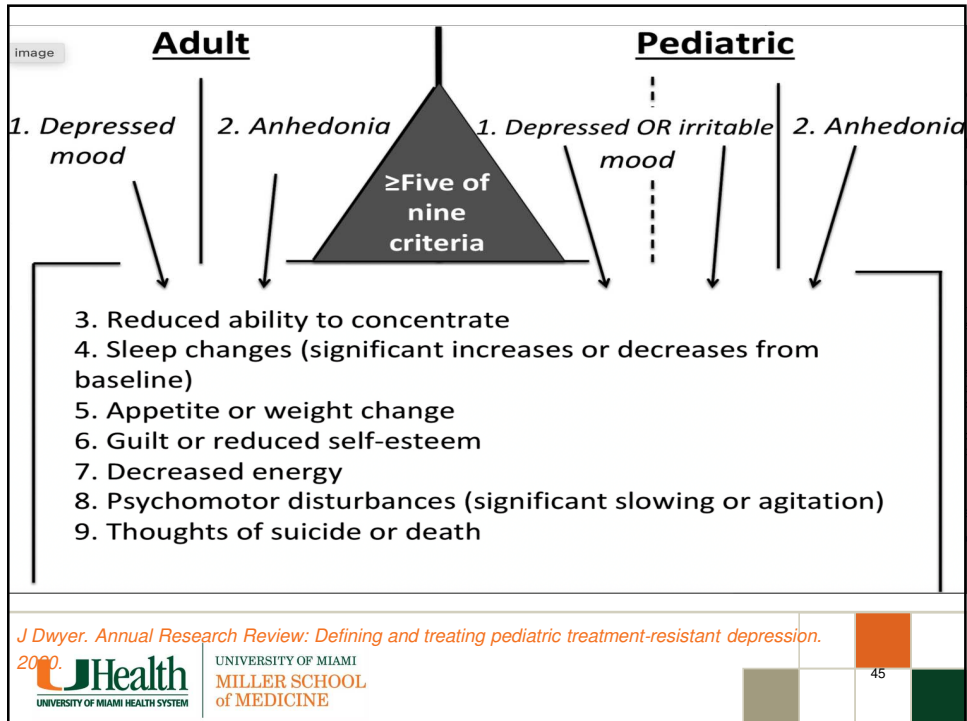 image
Adult
Pediatric
1. Depressed
mood
2. Anhedonia
≥Five of
nine
criteria
1. Depressed OR irritable
mood
2. Anhedonia
3. Reduced ability to concentrate
4. Sleep changes (significant increases or decreases from
baseline)
5. Appetite or weight change
6. Guilt or reduced self-esteem
7. Decreased energy
8. Psychomotor disturbances (significant slowing or agitation)
9. Thoughts of suicide or death
J Dwyer. Annual Research Review: Defining and treating pediatric treatment-resistant depression.
UHealth
UNIVERSITY OF MIAMI HEALTH SYSTEM
UNIVERSITY OF MIAMI
MILLER SCHOOL
of MEDICINE
45